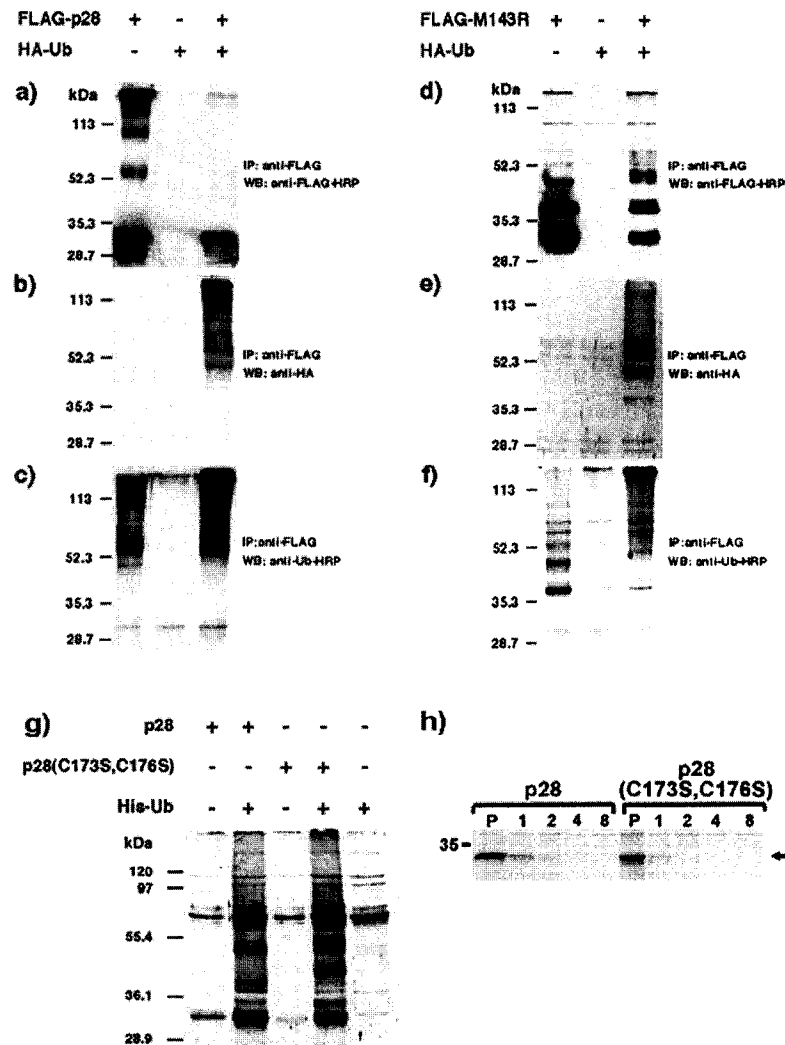 FLAG-p28 + - +
HA-Ub - + +
a) kDa
113
52.3
35.3
28.7
IP: anti-FLAG
WB: anti-FLAG-HRP
b)
113
52.3
35.3
28.7
IP: anti-FLAG
WB: anti-HA
c)
113
52.3
35.3
28.7
IP:anti-FLAG
WB: anti-Ub-HRP
FLAG-M143R + - +
HA-Ub - + +
d) kDa
113
52.3
35.3
28.7
IP: anti-FLAG
WB: anti-FLAG-HRP
e)
113
52.3
35.3
28.7
IP: anti-FLAG
WB: anti-HA
f)
113
52.3
35.3
28.7
IP:anti-FLAG
WB: anti-Ub-HRP
g) p28 + + - - -
p28(C173S,C176S) - - + + -
His-Ub - + - + +
kDa
120
97
55.4
36.1
28.9
h)
p28
p28
(C173S,C176S)
P 1 2 4 8 P 1 2 4 8
35